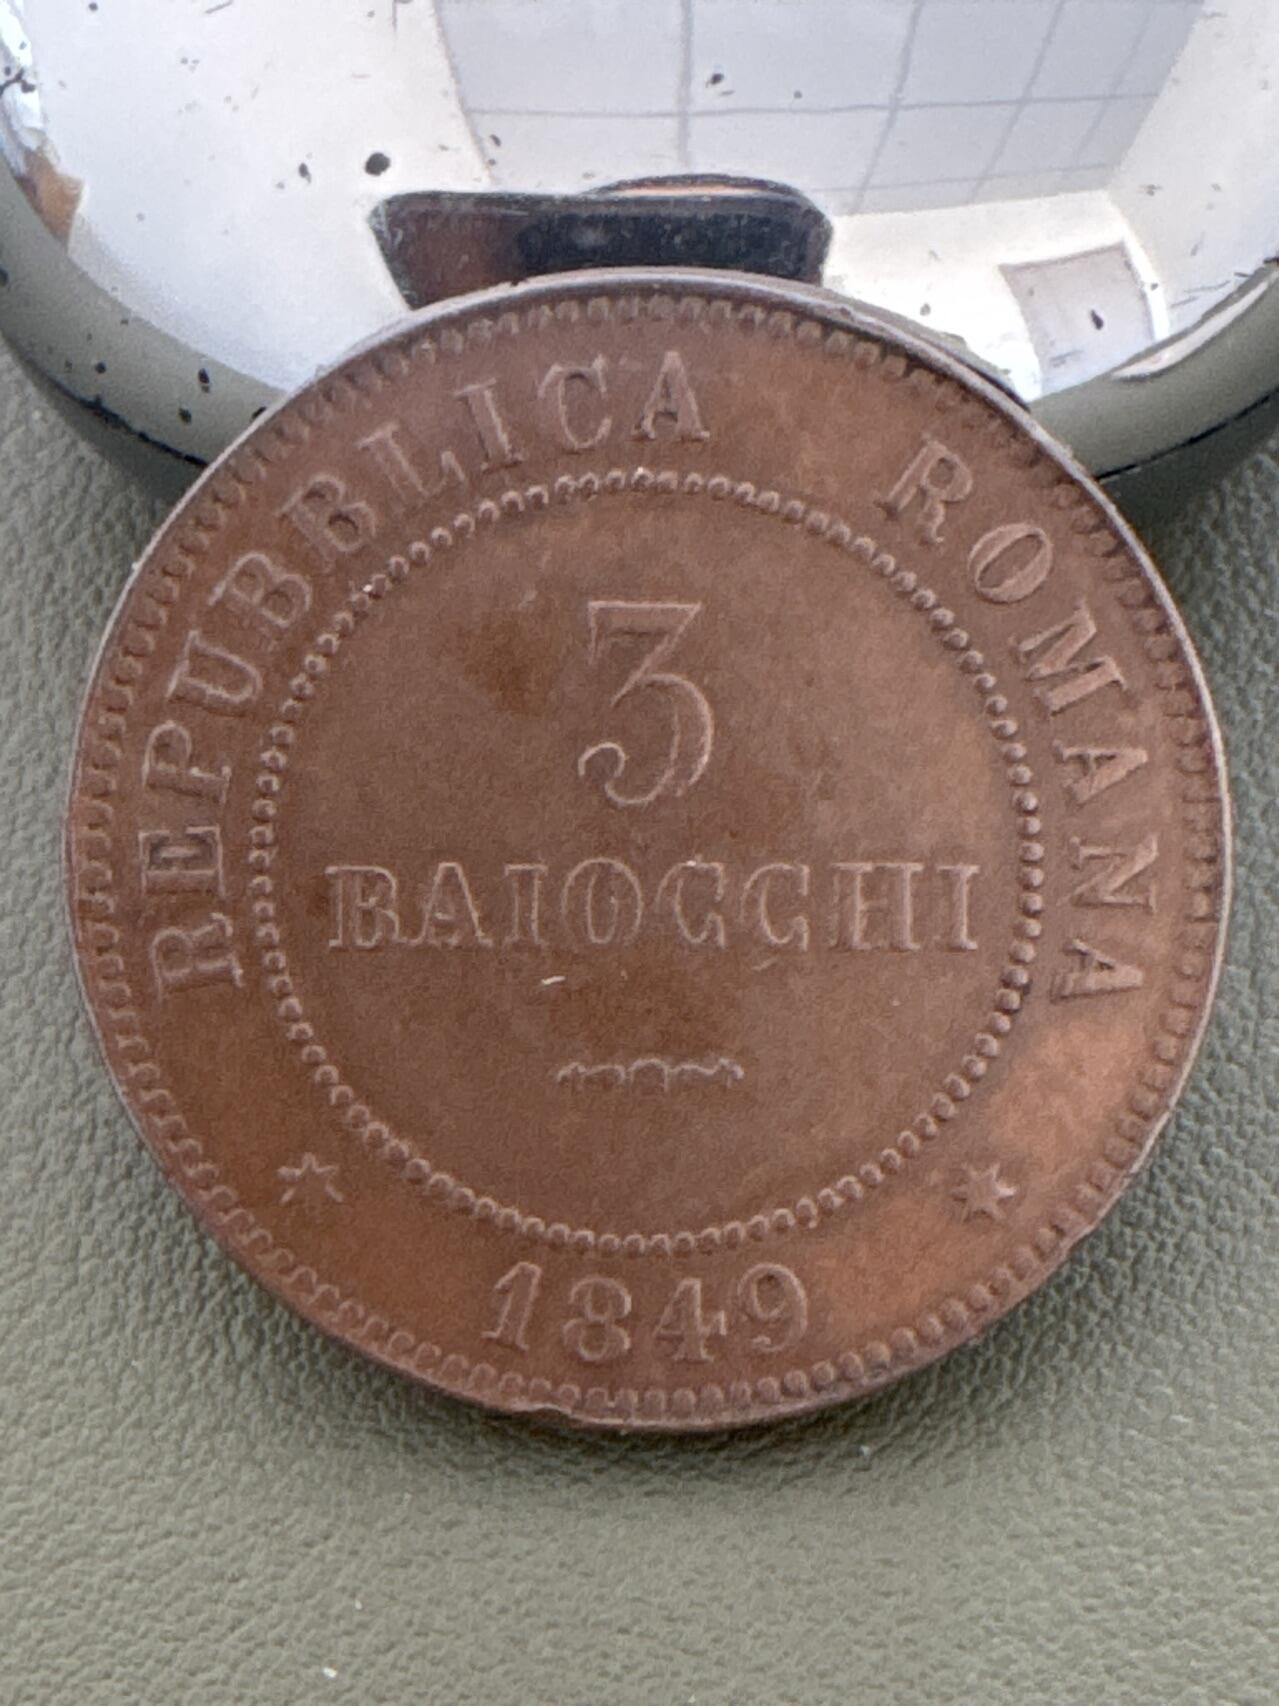 REPUBBLICA ROMANA
3
BAIOCCHI
1849